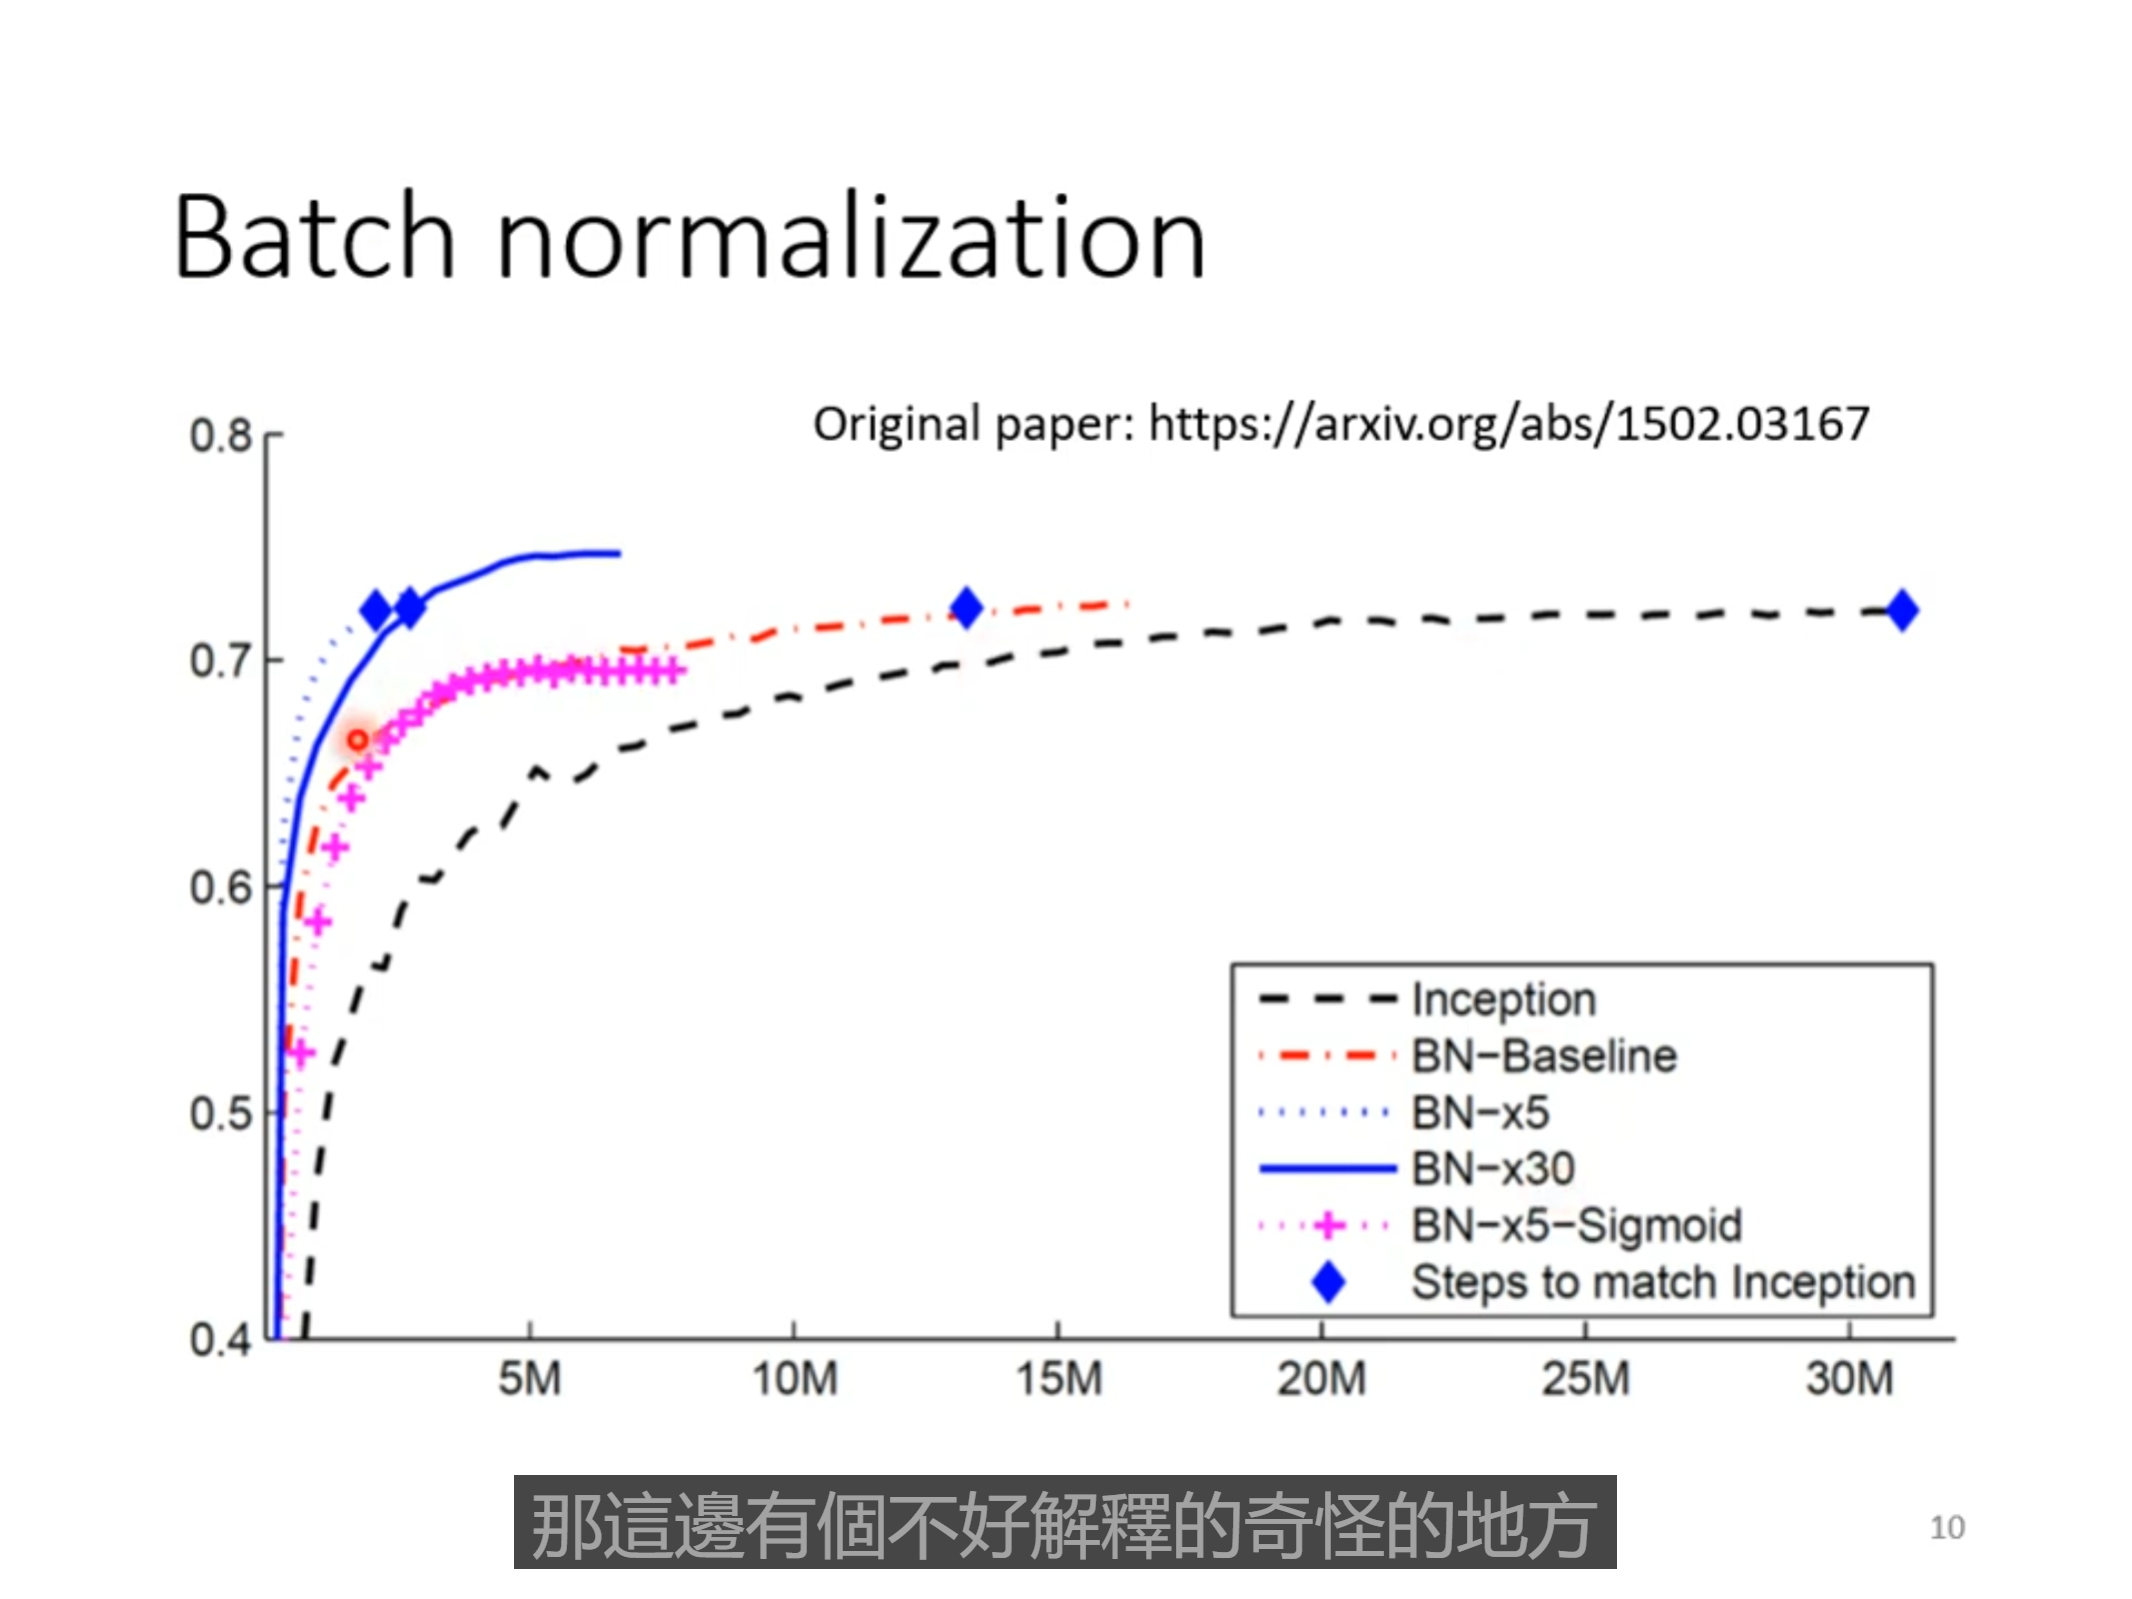 Batch normalization
Original paper: https://arxiv.org/abs/1502.03167
0.8
0.7
0.6
0.5
0.4
5M
10M
15M
20M
25M
30M
Inception
BN−Baseline
BN−x5
BN−x30
BN−x5−Sigmoid
Steps to match Inception
那這邊有個不好解釋的奇怪的地方
10